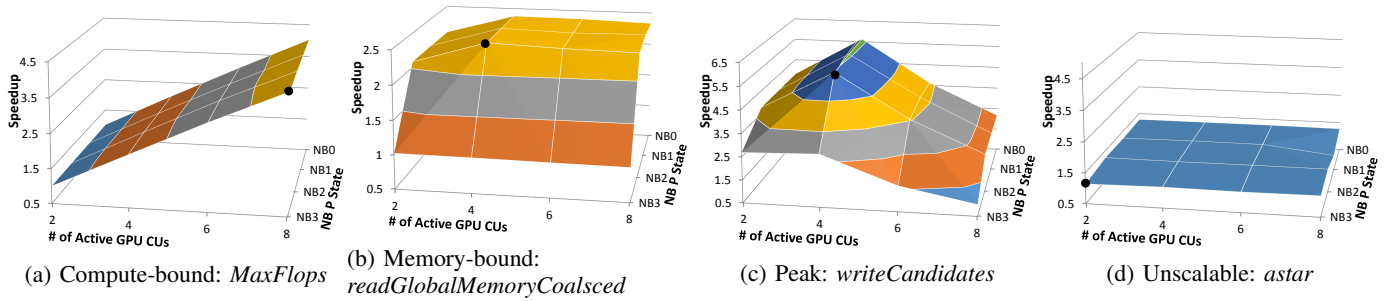 4.5
3.5
2.5
1.5
0.5
Speedup
2
4
6
8
# of Active GPU CUs
NB0
NB1
NB2
NB3
NB P State
(a) Compute-bound: MaxFlops
2.5
2
1.5
1
0.5
Speedup
2
4
6
8
# of Active GPU CUs
NB0
NB1
NB2
NB3
NB P State
(b) Memory-bound:
readGlobalMemoryCoalsced
6.5
5.5
4.5
3.5
2.5
1.5
0.5
Speedup
2
4
6
8
# of Active GPU CUs
NB0
NB1
NB2
NB3
NB P State
(c) Peak: writeCandidates
4.5
3.5
2.5
1.5
0.5
Speedup
2
4
6
8
# of Active GPU CUs
NB0
NB1
NB2
NB3
NB P State
(d) Unscalable: astar